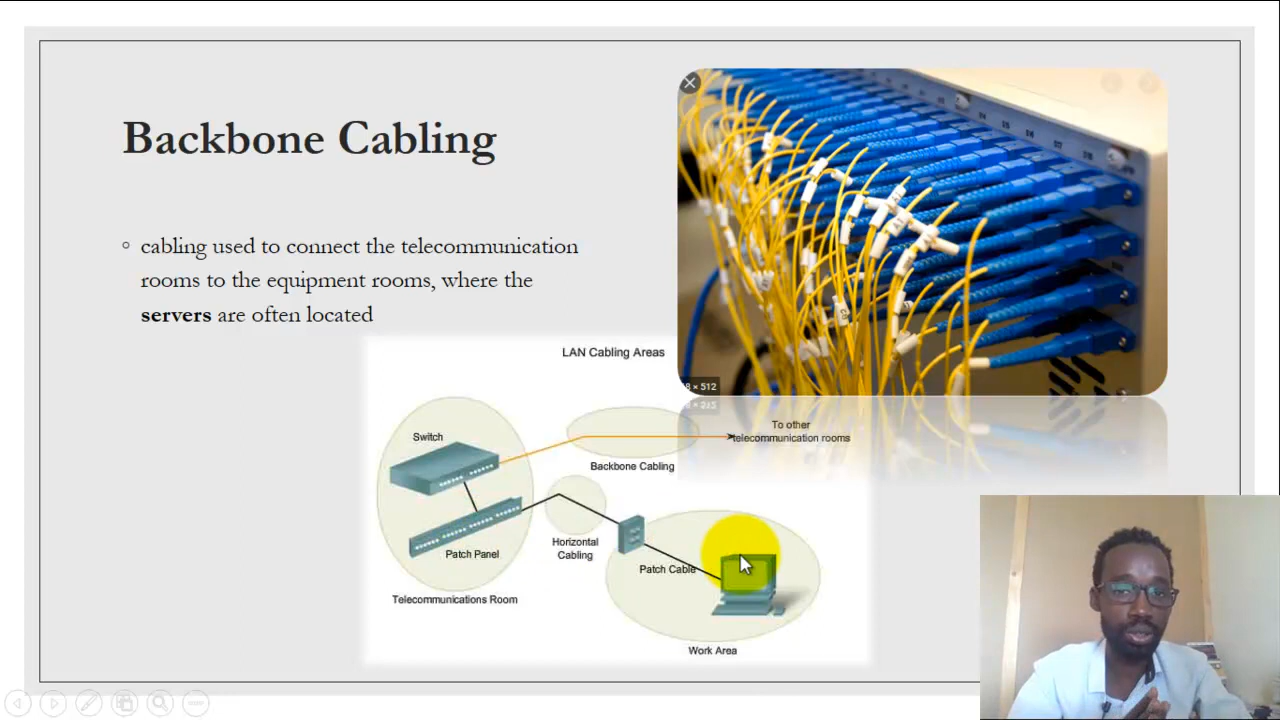 Backbone Cabling
○ cabling used to connect the telecommunication
rooms to the equipment rooms, where the
servers are often located
8 × 512
LAN Cabling Areas
Switch
To other
telecommunication rooms
Backbone Cabling
Patch Panel
Horizontal
Cabling
Patch Cable
Telecommunications Room
Work Area